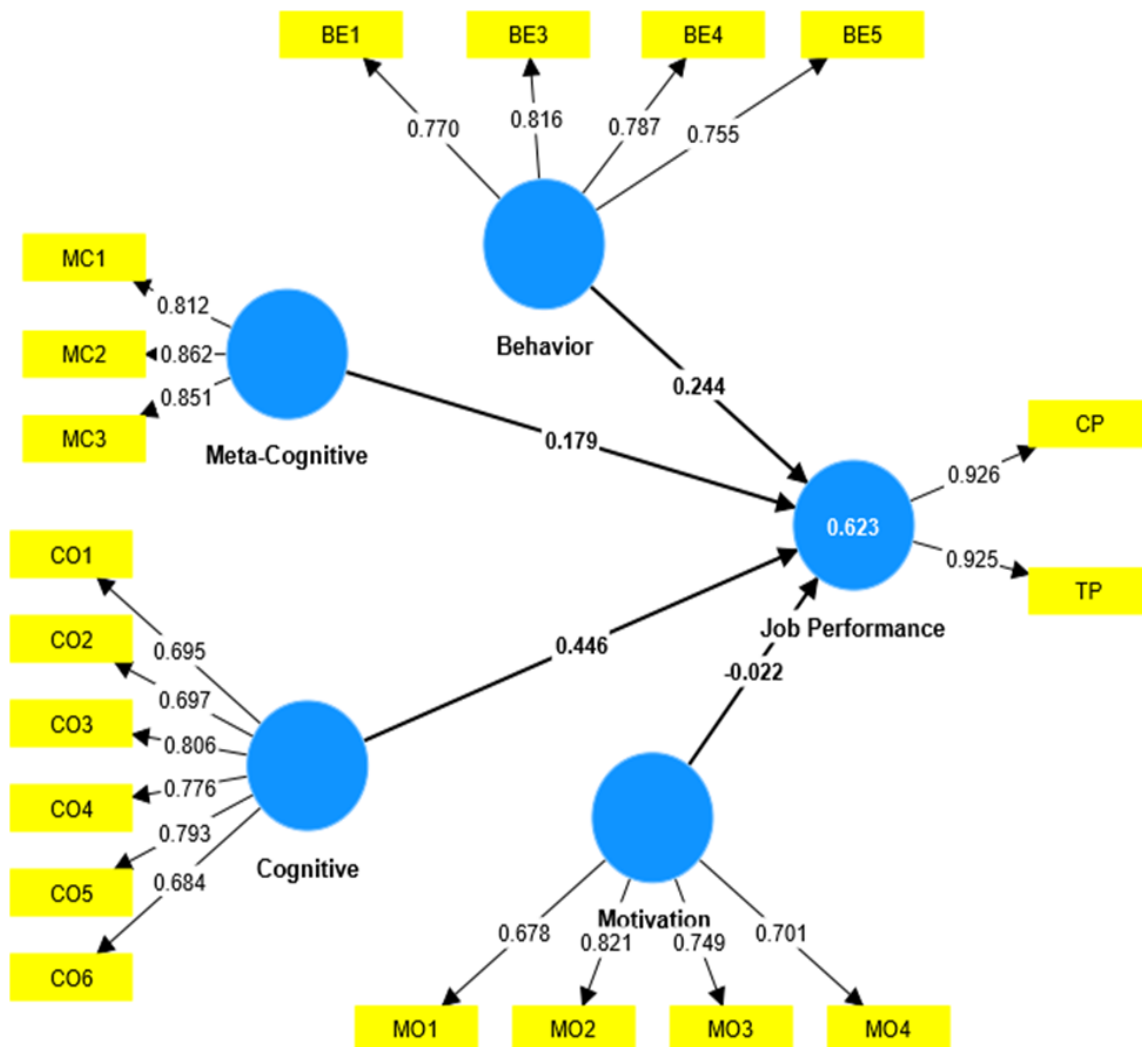 BE1 BE3 BE4 BE5
0.770 0.816 0.787 0.755
MC1
MC2
MC3
0.812
0.862
0.851
Meta-Cognitive
Behavior
0.244
0.179
CP
TP
0.926
0.925
0.623
Job Performance
CO1
CO2
CO3
CO4
CO5
CO6
0.695
0.697
0.806
0.776
0.793
0.684
Cognitive
0.446
-0.022
Motivation
0.678 0.821 0.749 0.701
MO1 MO2 MO3 MO4